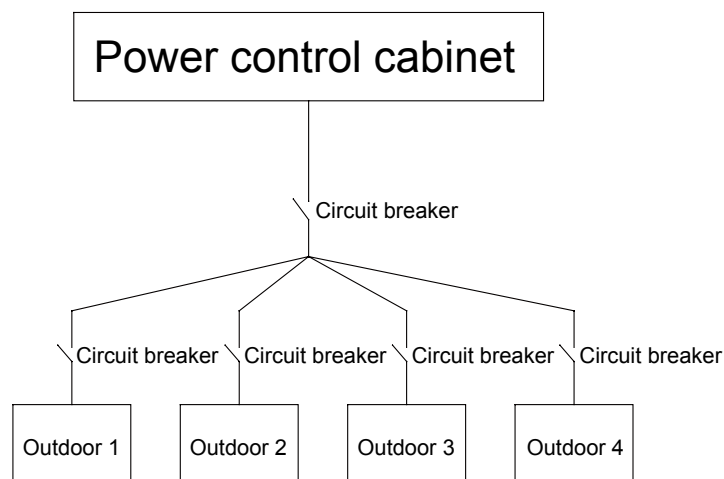 Power control cabinet
Circuit breaker
Circuit breaker Circuit breaker Circuit breaker Circuit breaker
Outdoor 1 Outdoor 2 Outdoor 3 Outdoor 4